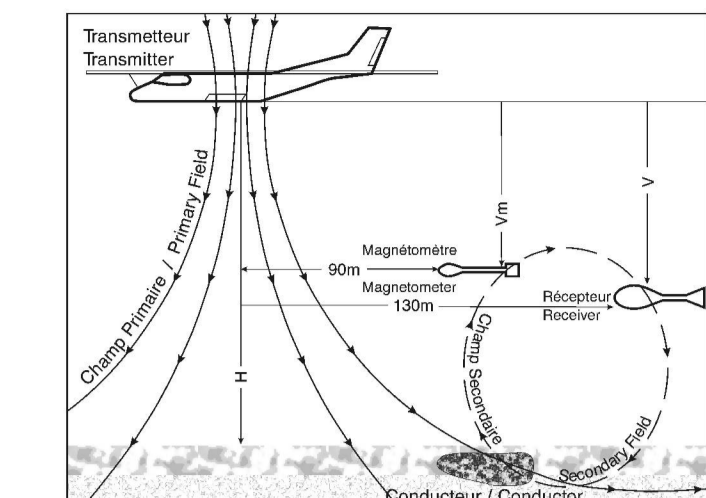 Transmetteur
Transmitter
Champ Primaire / Primary Field
Vm
V
Magnétomètre
90m
Magnetometer
130m
Récepteur
Receiver
H
Champ Secondaire
Secondary Field
Conducteur / Conductor